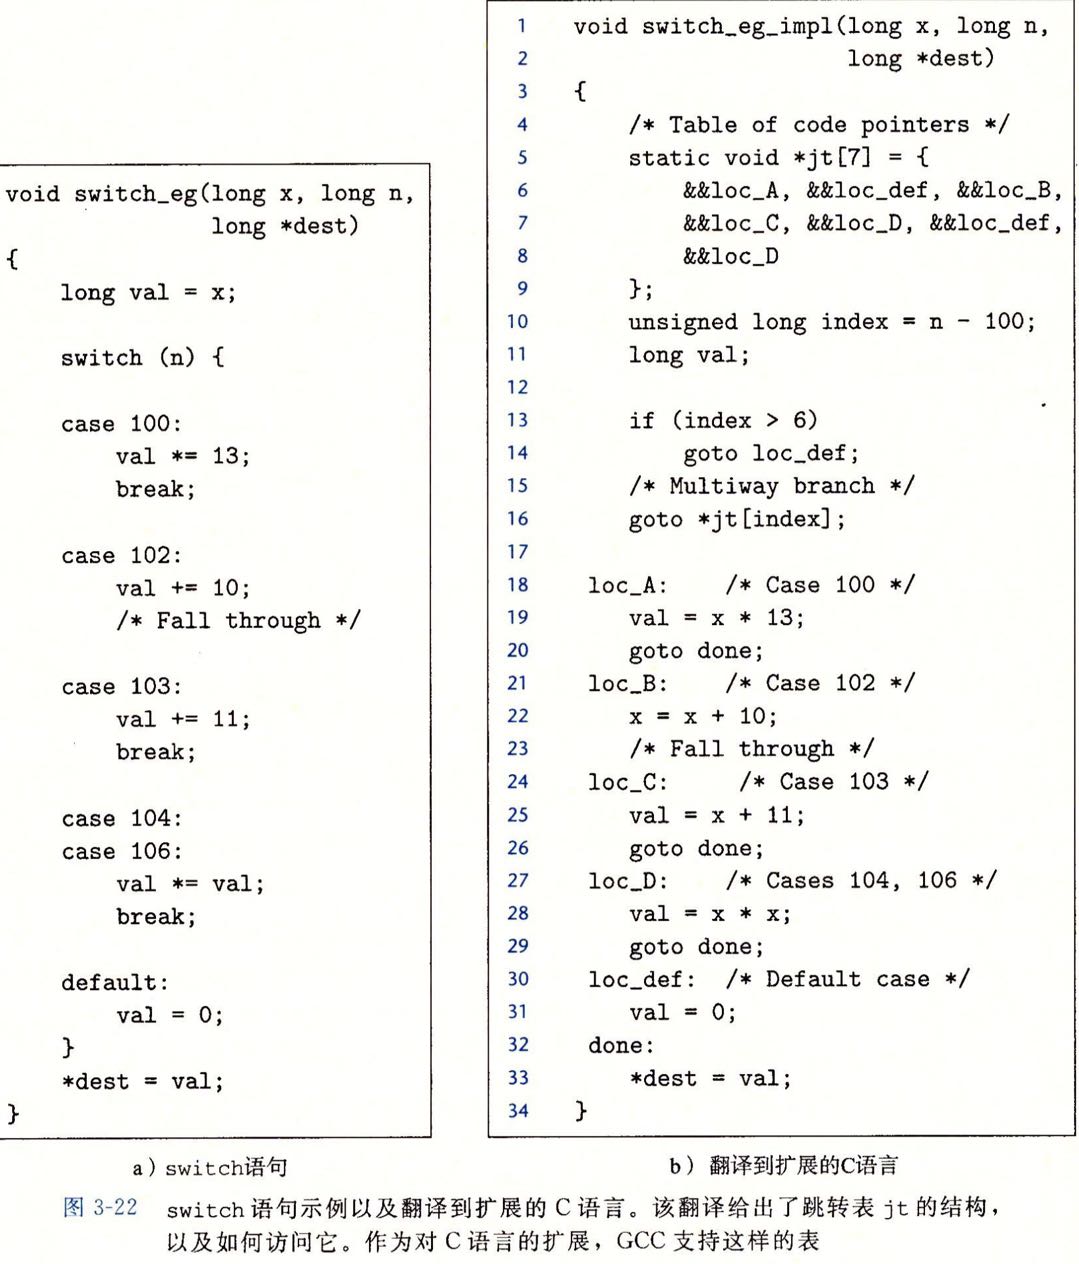 void switch_eg(long x, long n,
               long *dest)
{
    long val = x;
    switch (n) {
    case 100:
        val *= 13;
        break;
    case 102:
        val += 10;
        /* Fall through */
    case 103:
        val += 11;
        break;
    case 104:
    case 106:
        val *= val;
        break;
    default:
        val = 0;
    }
    *dest = val;
}
a) switch语句
1 void switch_eg_impl(long x, long n,
2                     long *dest)
3 {
4     /* Table of code pointers */
5     static void *jt[7] = {
6         &&loc_A, &&loc_def, &&loc_B,
7         &&loc_C, &&loc_D, &&loc_def,
8         &&loc_D
9     };
10     unsigned long index = n - 100;
11     long val;
12
13     if (index > 6)
14         goto loc_def;
15     /* Multiway branch */
16     goto *jt[index];
17
18  loc_A:    /* Case 100 */
19     val = x * 13;
20     goto done;
21  loc_B:    /* Case 102 */
22     x = x + 10;
23     /* Fall through */
24  loc_C:     /* Case 103 */
25     val = x + 11;
26     goto done;
27  loc_D:    /* Cases 104, 106 */
28     val = x * x;
29     goto done;
30  loc_def:  /* Default case */
31     val = 0;
32  done:
33     *dest = val;
34 }
b) 翻译到扩展的C语言
图 3-22 switch 语句示例以及翻译到扩展的 C 语言。该翻译给出了跳转表 jt 的结构，
以及如何访问它。作为对 C 语言的扩展，GCC 支持这样的表